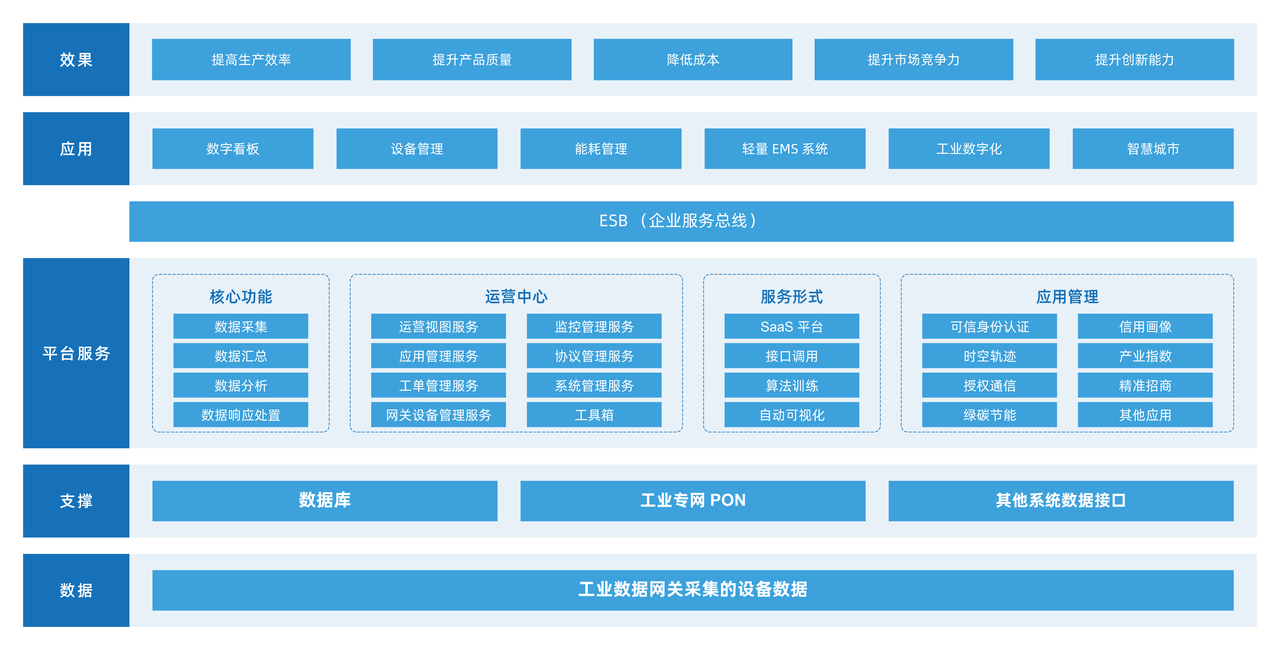 效果
提高生产效率
提升产品质量
降低成本
提升市场竞争力
提升创新能力
应用
数字看板
设备管理
能耗管理
轻量 EMS 系统
工业数字化
智慧城市
ESB （企业服务总线）
平台服务
核心功能
数据采集
数据汇总
数据分析
数据响应处置
运营中心
运营视图服务
监控管理服务
应用管理服务
协议管理服务
工单管理服务
系统管理服务
网关设备管理服务
工具箱
服务形式
SaaS 平台
接口调用
算法训练
自动可视化
应用管理
可信身份认证
信用画像
时空轨迹
产业指数
授权通信
精准招商
绿碳节能
其他应用
支撑
数据库
工业专网 PON
其他系统数据接口
数据
工业数据网关采集的设备数据